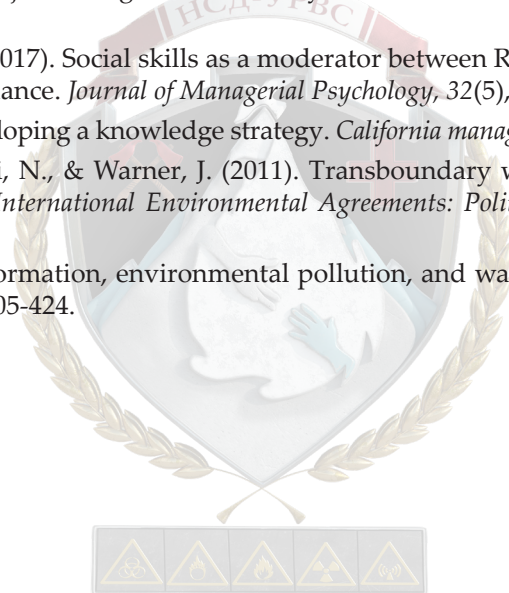 НСД-УРВС
017). Social skills as a moderator between R
ance. Journal of Managerial Psychology, 32(5),
loping a knowledge strategy. California manag
i, N., & Warner, J. (2011). Transboundary w
International Environmental Agreements: Poli
ormation, environmental pollution, and wa
05-424.